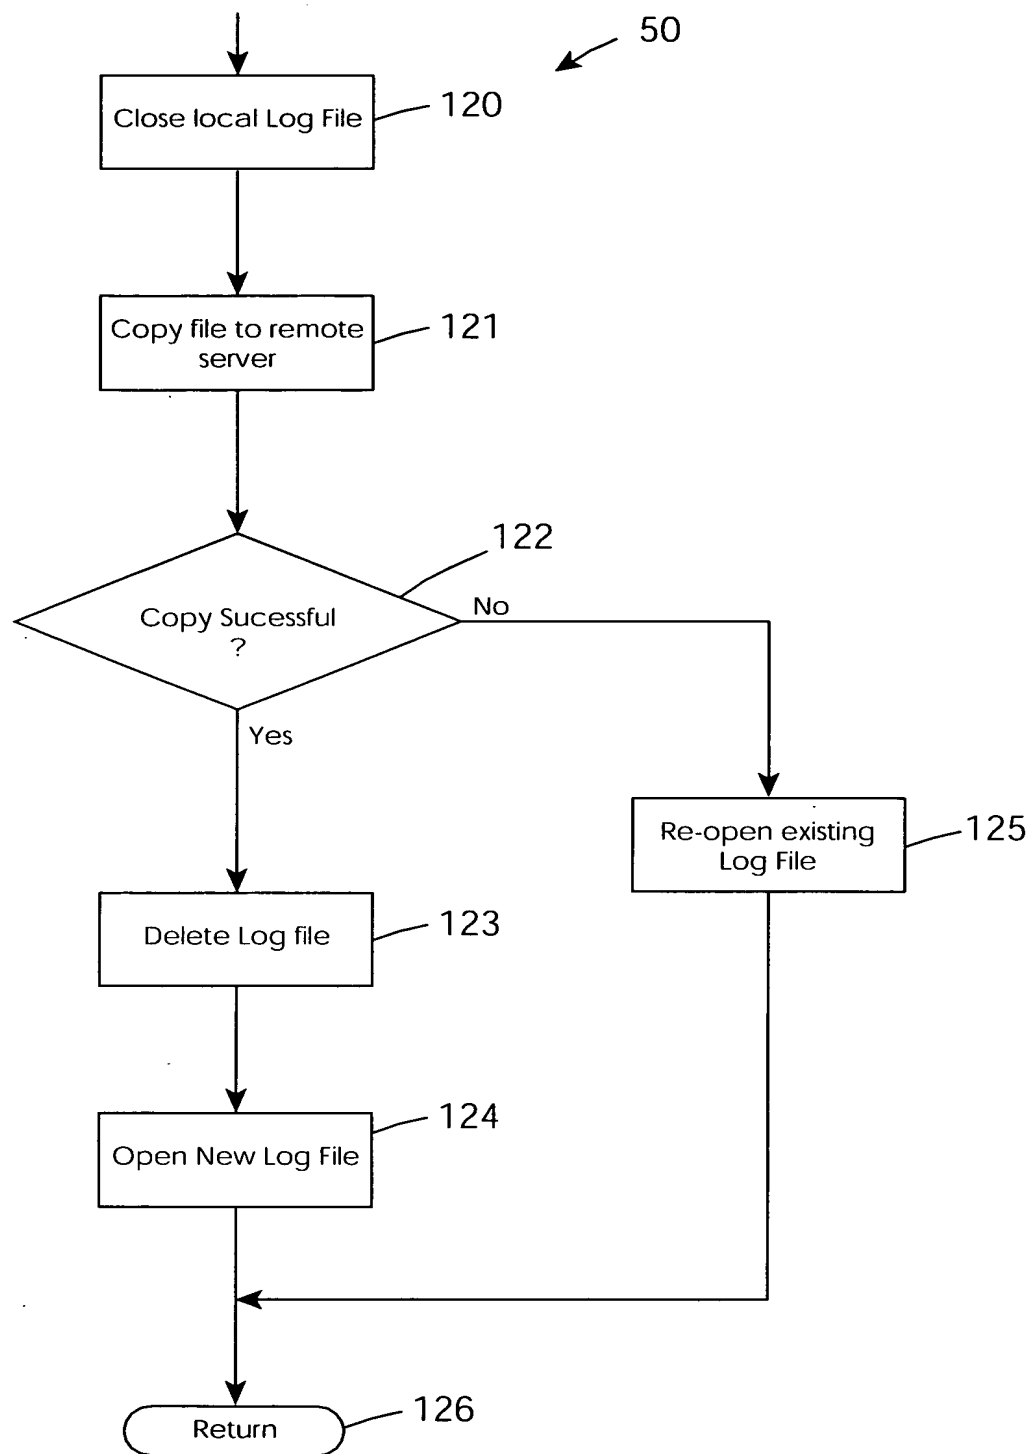 50
Close local Log File
120
Copy file to remote
server
121
122
Copy Sucessful
?
No
Yes
Re-open existing
Log File
125
Delete Log file
123
Open New Log File
124
Return
126